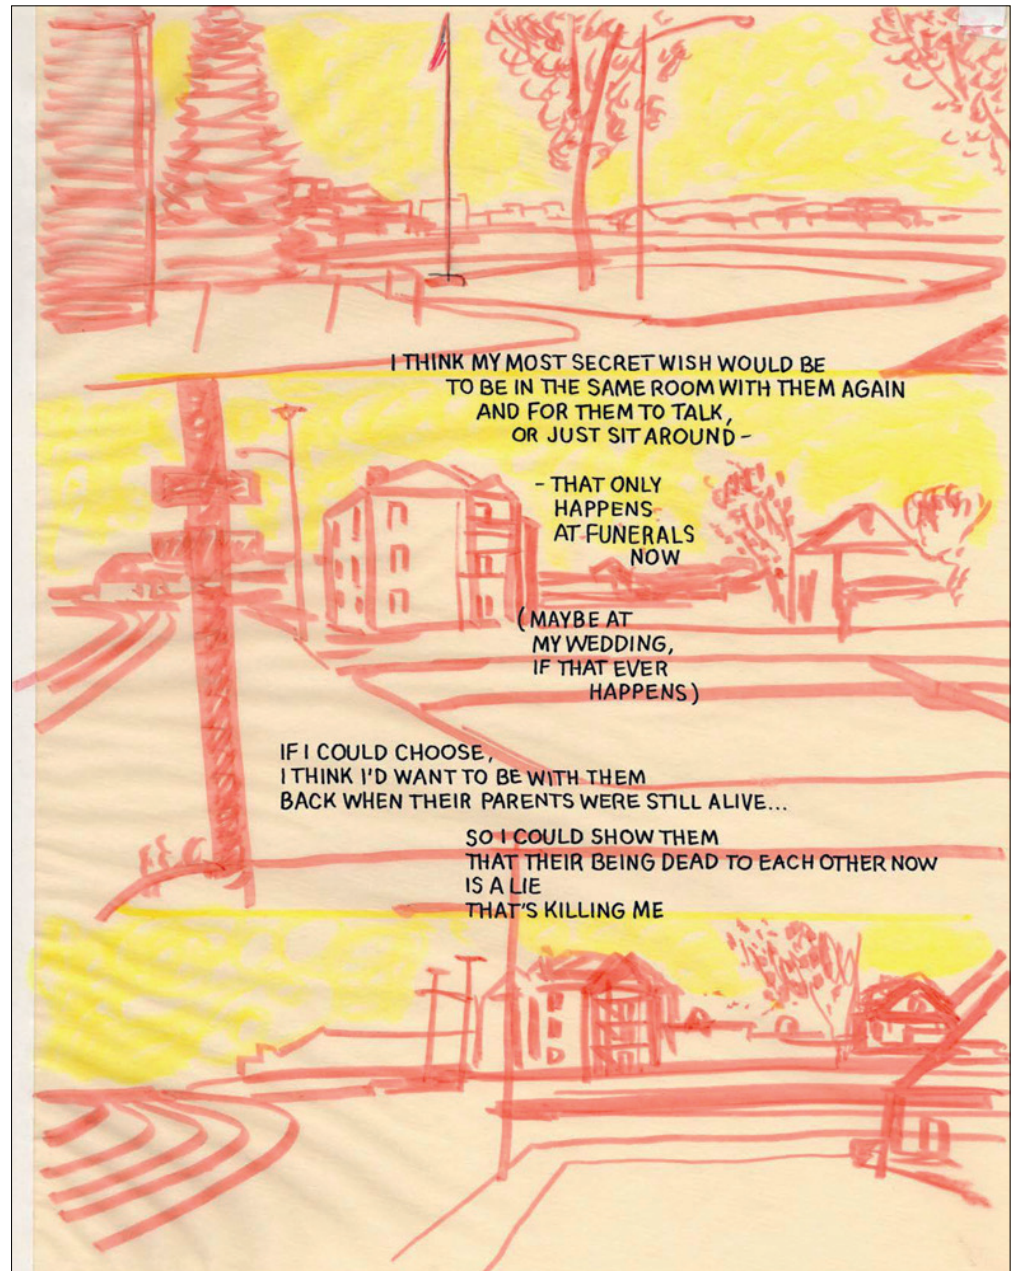 I THINK MY MOST SECRET WISH WOULD BE
TO BE IN THE SAME ROOM WITH THEM AGAIN
AND FOR THEM TO TALK,
OR JUST SIT AROUND -
- THAT ONLY
HAPPENS
AT FUNERALS
NOW
(MAYBE AT
MY WEDDING,
IF THAT EVER
HAPPENS)
IF I COULD CHOOSE,
I THINK I'D WANT TO BE WITH THEM
BACK WHEN THEIR PARENTS WERE STILL ALIVE...
SO I COULD SHOW THEM
THAT THEIR BEING DEAD TO EACH OTHER NOW
IS A LIE
THAT'S KILLING ME